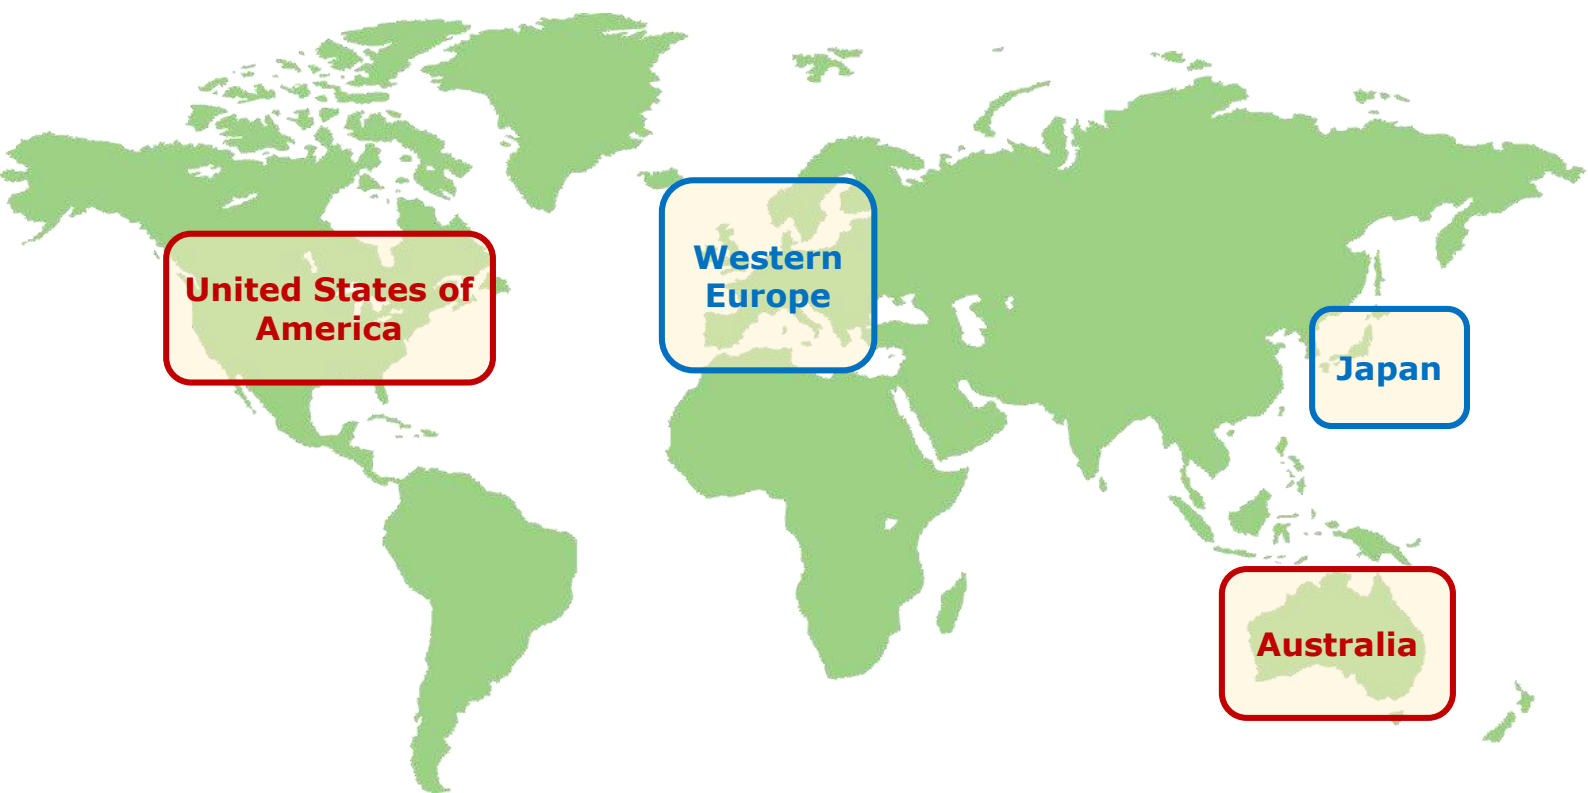 United States of
America
Western
Europe
Japan
Australia